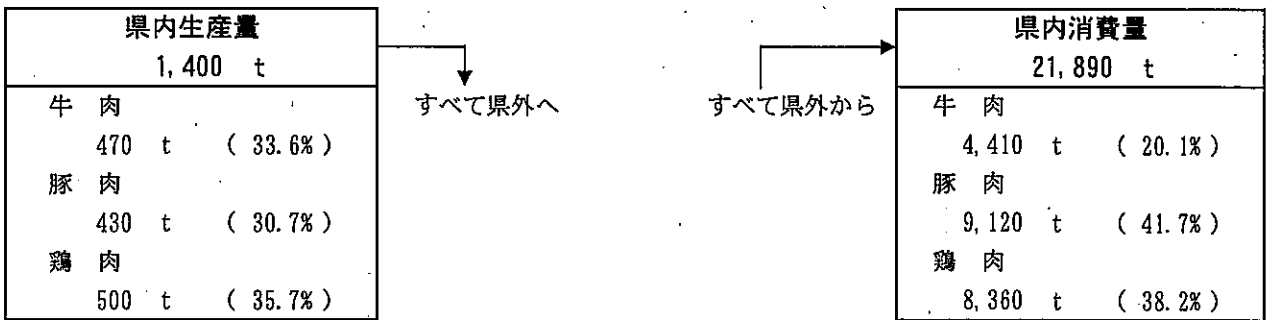 県内生産量
1,400 t
牛 肉
470 t ( 33.6% )
豚 肉
430 t ( 30.7% )
鶏 肉
500 t ( 35.7% )
すべて県外へ
すべて県外から
県内消費量
21,890 t
牛 肉
4,410 t ( 20.1% )
豚 肉
9,120 t ( 41.7% )
鶏 肉
8,360 t ( 38.2% )